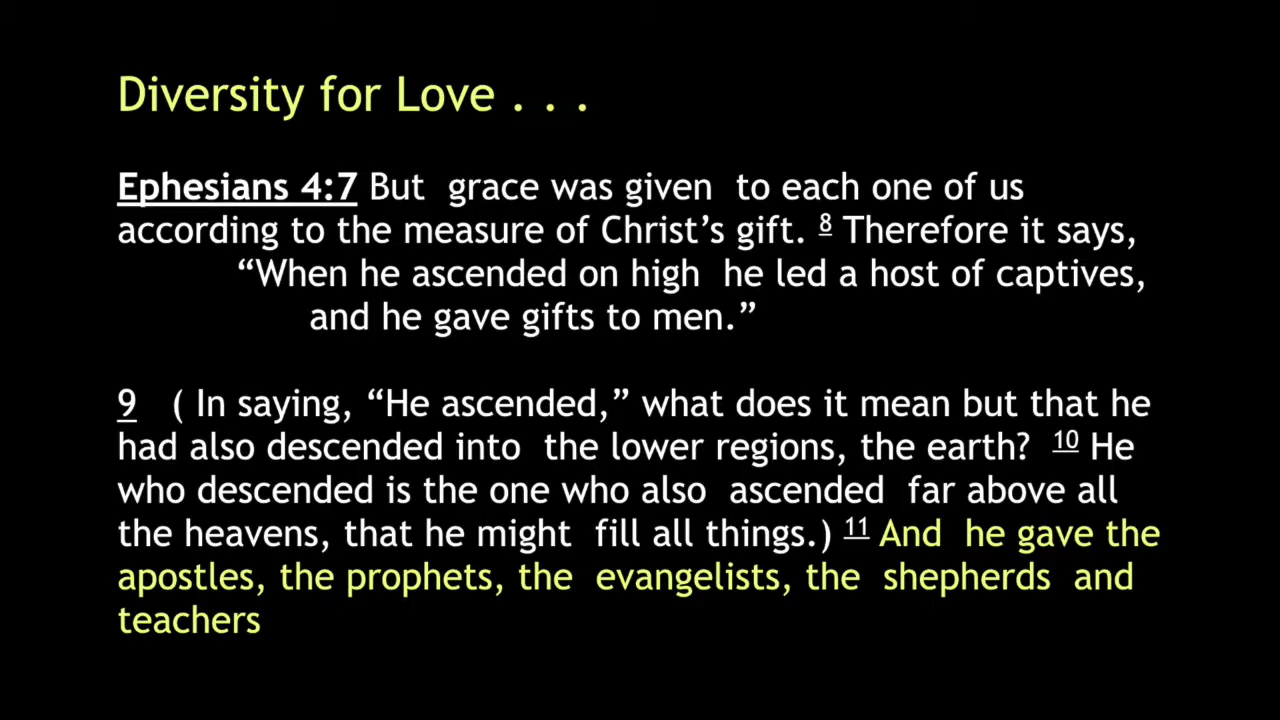 Diversity for Love . . .
Ephesians 4:7 But grace was given to each one of us
according to the measure of Christ’s gift. 8 Therefore it says,
“When he ascended on high he led a host of captives,
and he gave gifts to men.”
9 ( In saying, “He ascended,” what does it mean but that he
had also descended into the lower regions, the earth? 10 He
who descended is the one who also ascended far above all
the heavens, that he might fill all things.) 11 And he gave the
apostles, the prophets, the evangelists, the shepherds and
teachers